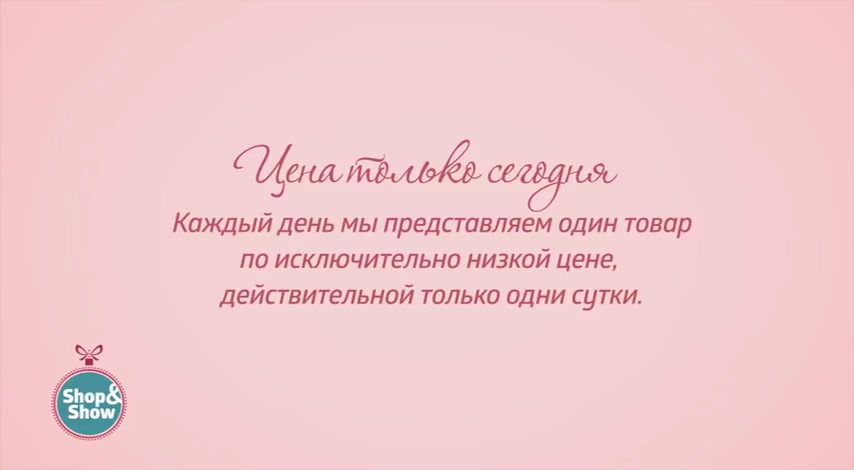 Цена только сегодня
Каждый день мы представляем один товар
по исключительно низкой цене,
действительной только одни сутки.
Shop&
Show